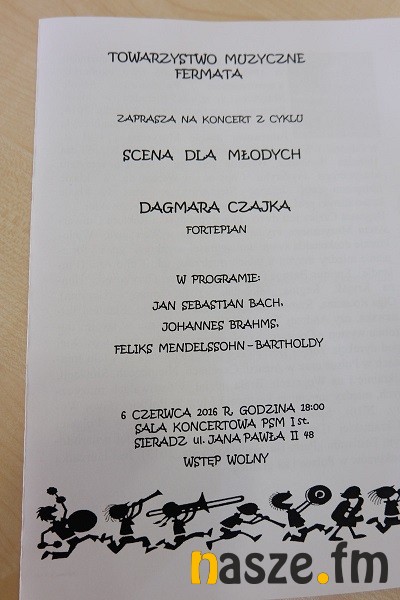 TOWARZYSTWO MUZYCZNE
FERMATA
ZAPRASZA NA KONCERT Z CYKLU
SCENA DLA MŁODYCH
DAGMARA CZAJKA
FORTEPIAN
W PROGRAMIE:
JAN SEBASTIAN BACH,
JOHANNES BRAHMS,
FELIKS MENDELSSOHN-BARTHOLDY
6 CZERWCA 2016 R, GODZINA 18:00
SALA KONCERTOWA PSM I st.
SIERADZ ul. JANA PAWŁA II 48
WSTĘP WOLNY
nasze.fm